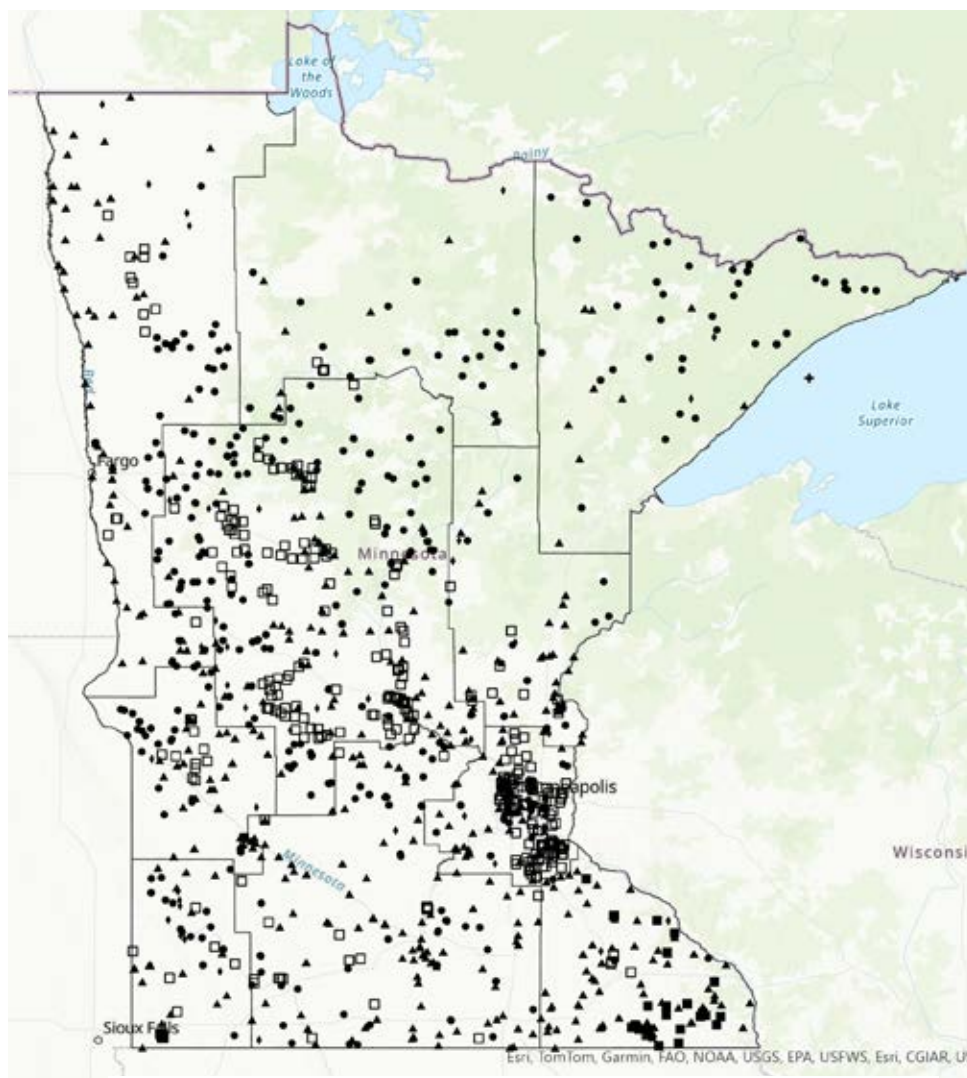 Lake of
the
Woods
Rainy
Red
Fargo
Lake
Superior
Minnesota
Wisconsi
Minnesota
Sioux Falls
Esri, TomTom, Garmin, FAO, NOAA, USGS, EPA, USFWS, Esri, CGIAR, U